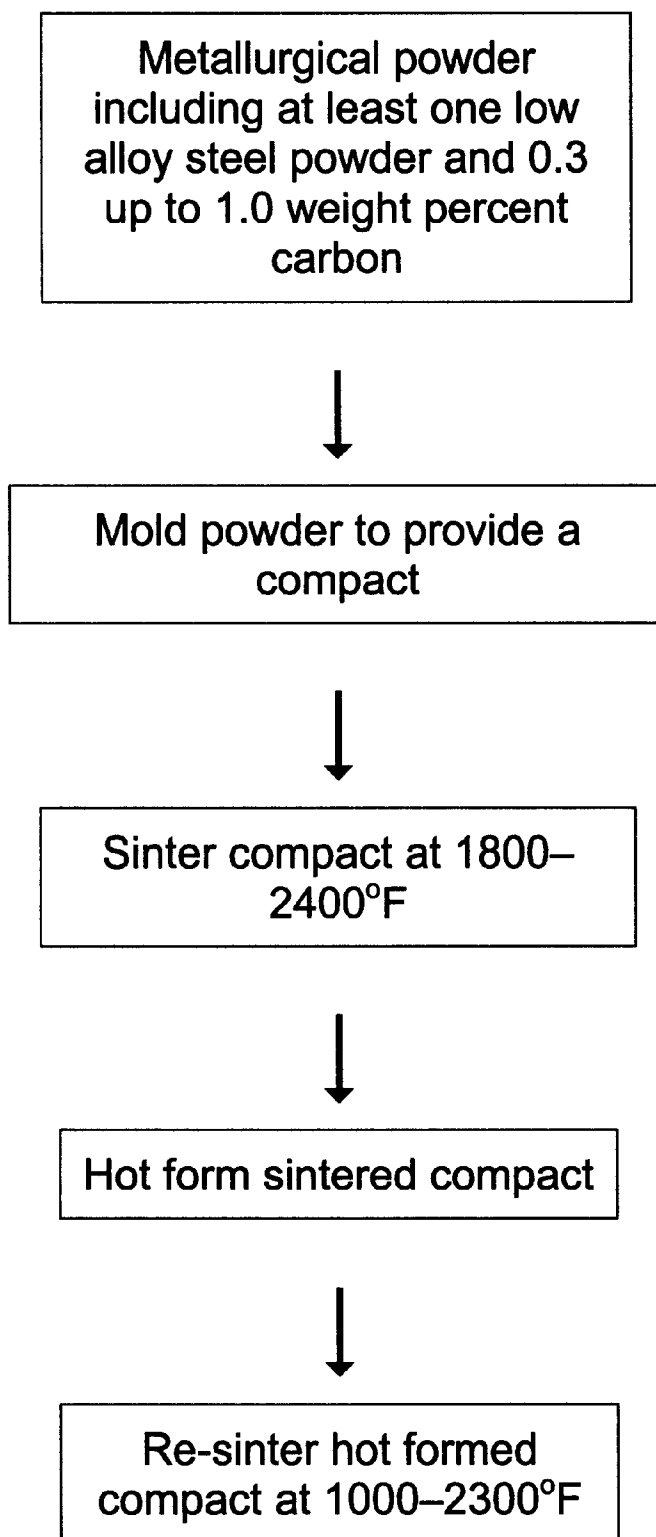 Metallurgical powder
including at least one low
alloy steel powder and 0.3
up to 1.0 weight percent
carbon
Mold powder to provide a
compact
Sinter compact at 1800–
2400°F
Hot form sintered compact
Re-sinter hot formed
compact at 1000–2300°F